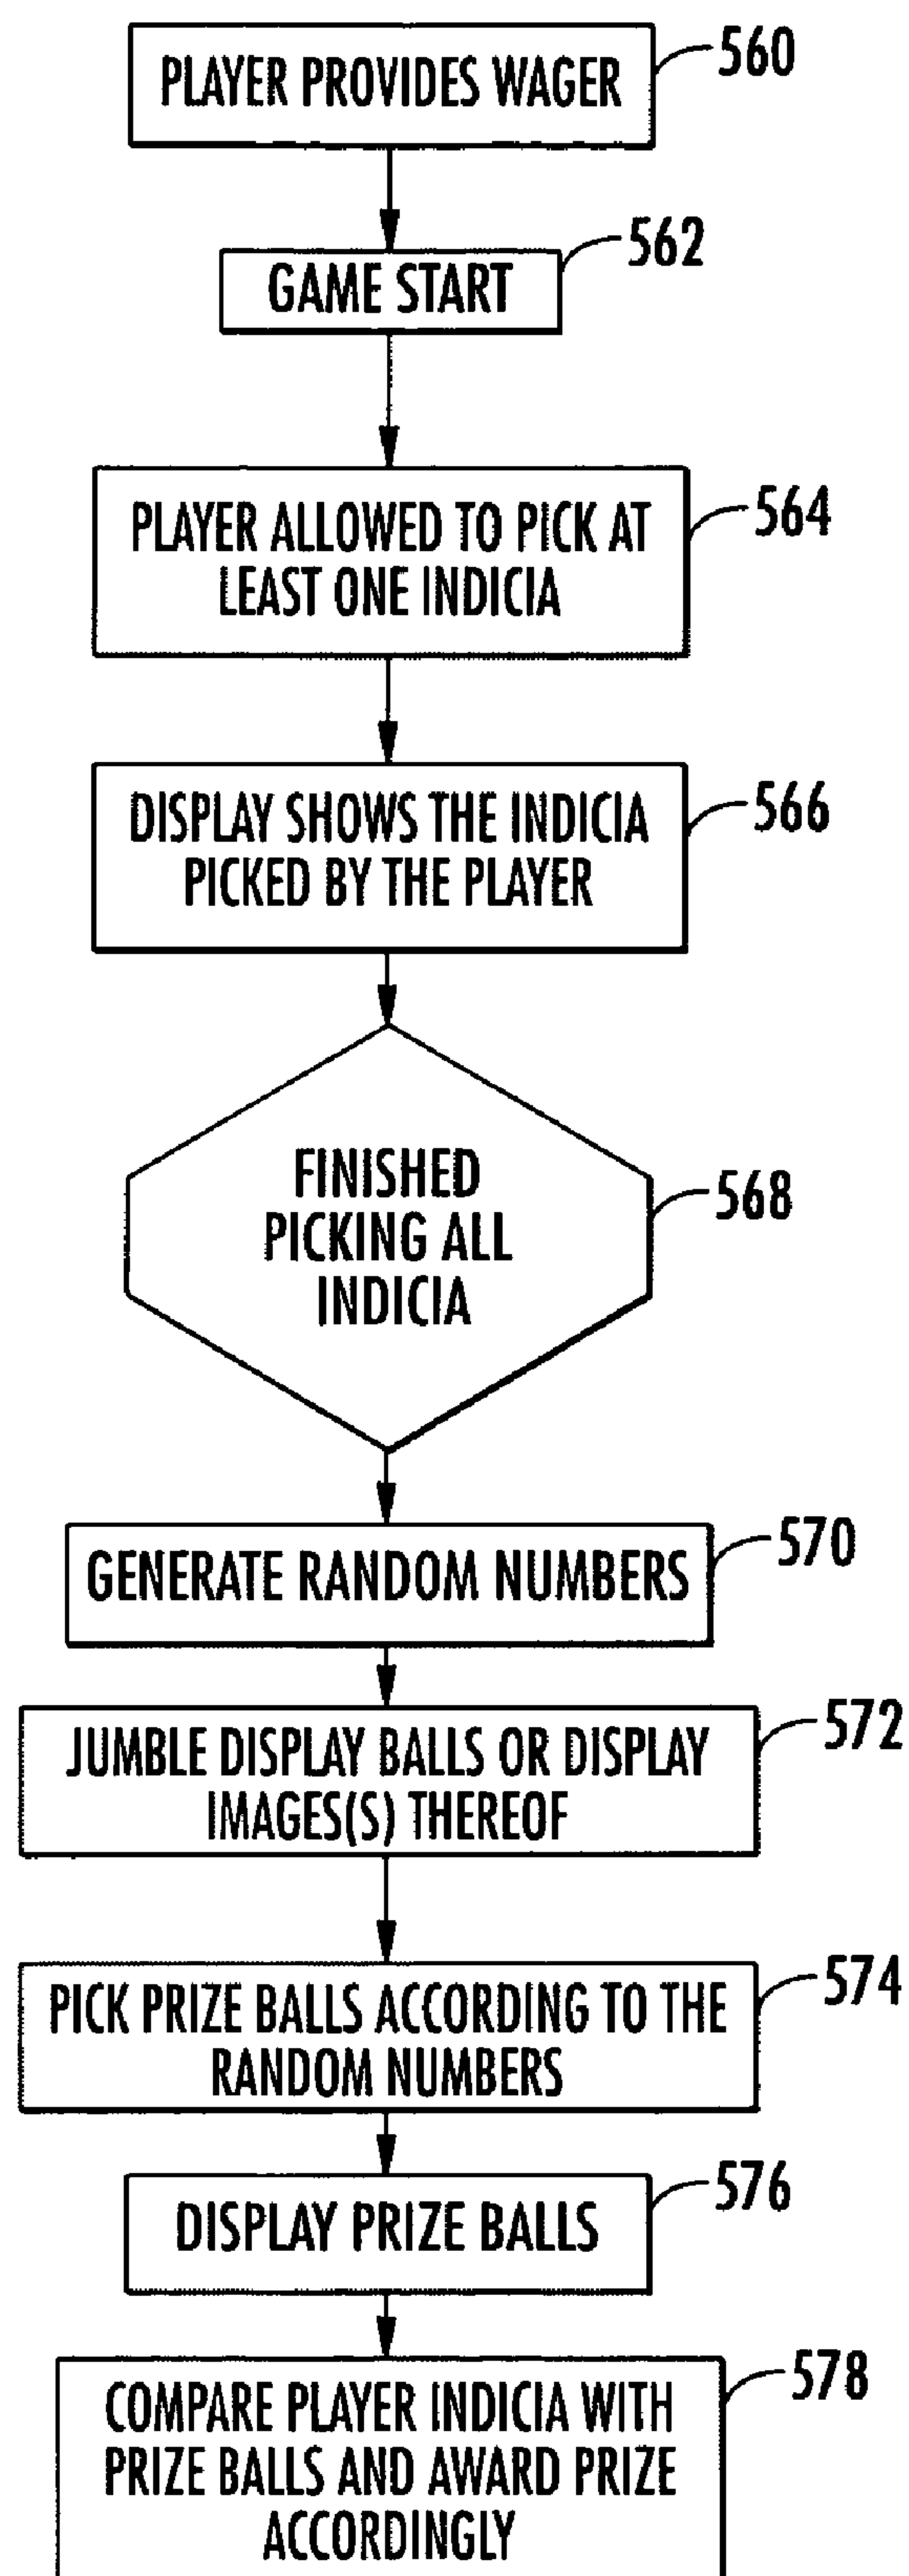 PLAYER PROVIDES WAGER
560
GAME START
562
PLAYER ALLOWED TO PICK AT
LEAST ONE INDICIA
564
DISPLAY SHOWS THE INDICIA
PICKED BY THE PLAYER
566
FINISHED
PICKING ALL
INDICIA
568
GENERATE RANDOM NUMBERS
570
JUMBLE DISPLAY BALLS OR DISPLAY
IMAGES(S) THEREOF
572
PICK PRIZE BALLS ACCORDING TO THE
RANDOM NUMBERS
574
DISPLAY PRIZE BALLS
576
COMPARE PLAYER INDICIA WITH
PRIZE BALLS AND AWARD PRIZE
ACCORDINGLY
578